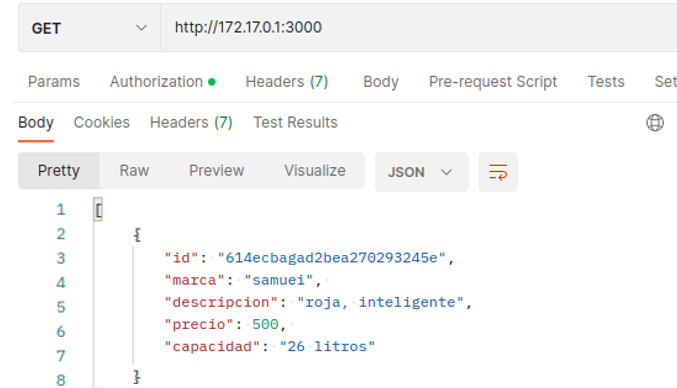 GET http://172.17.0.1:3000
Params Authorization Headers (7) Body Pre-request Script Tests Set
Body Cookies Headers (7) Test Results
Pretty Raw Preview Visualize JSON
1 [
2 {
3 "id": "614ecbagad2bea270293245e",
4 "marca": "samuei",
5 "descripcion": "roja, inteligente",
6 "precio": 500,
7 "capacidad": "26 litros"
8 }